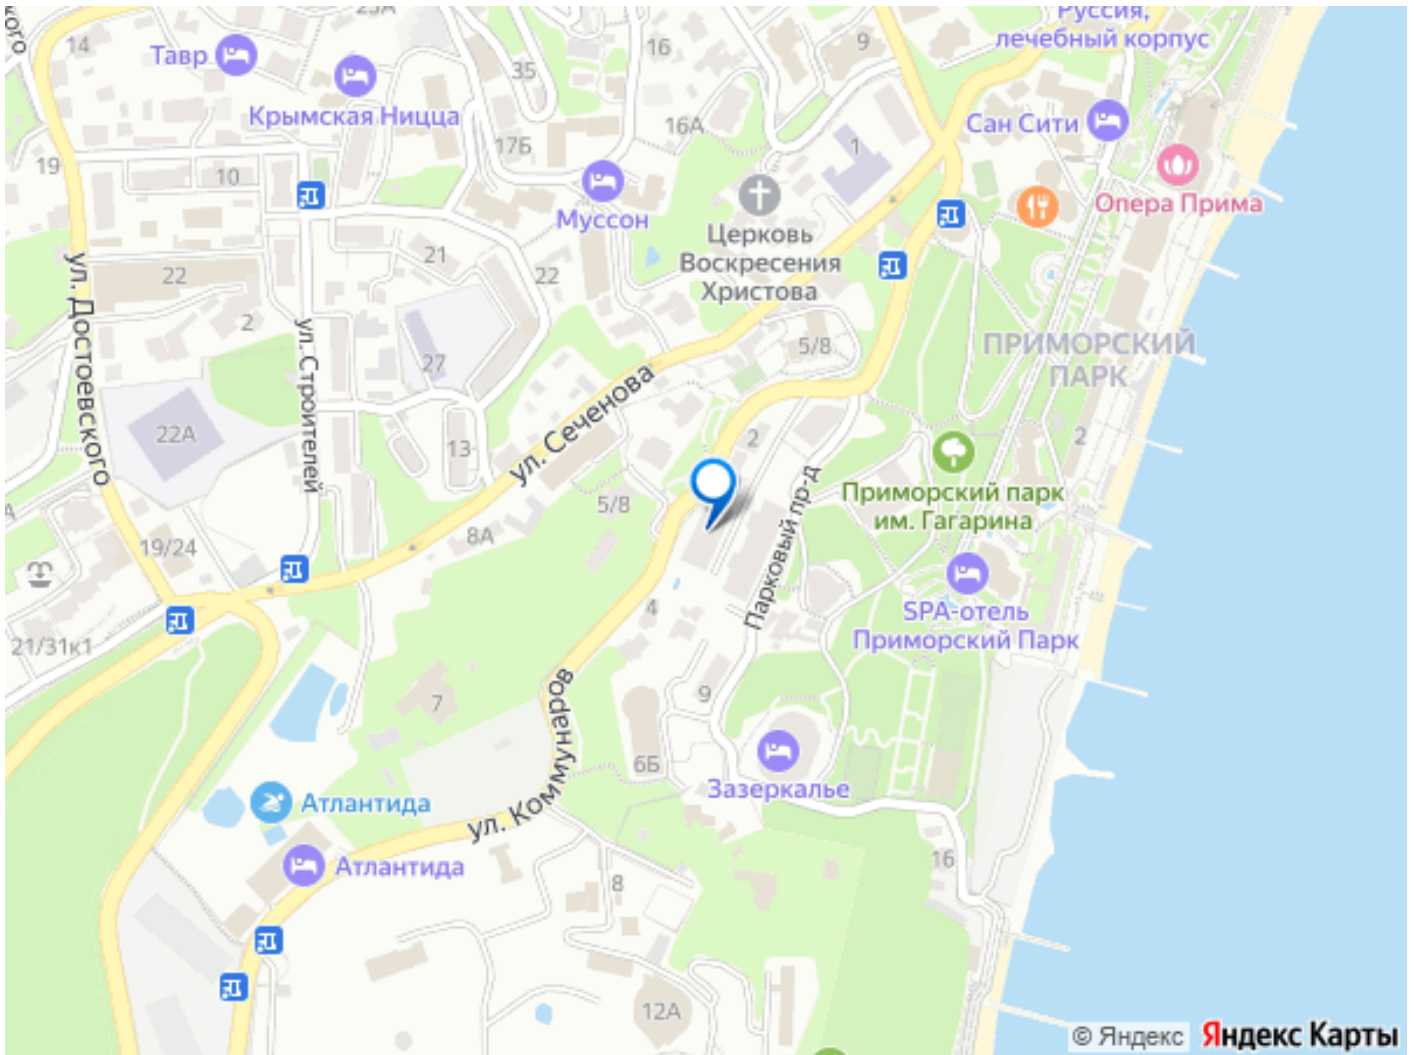 ого
14
Тавр
25А
16
9
Руссия,
лечебный корпус
35
Крымская Ницца
17Б
16А
1
Сан Сити
19
10
Муссон
Опера Прима
Церковь
Воскресения
Христова
21
22
22
ул. Достоевского
2
ул. Строителей
27
5/8
ПРИМОРСКИЙ
ПАРК
ул. Сеченова
22А
13
2
2
5/8
Приморский парк
им. Гагарина
8А
19/24
Парковый пр-д
SPA-отель
Приморский Парк
4
21/31к1
7
9
6Б
Зазеркалье
ул. Коммунаров
Атлантида
Атлантида
8
16
12А
© Яндекс Яндекс Карты